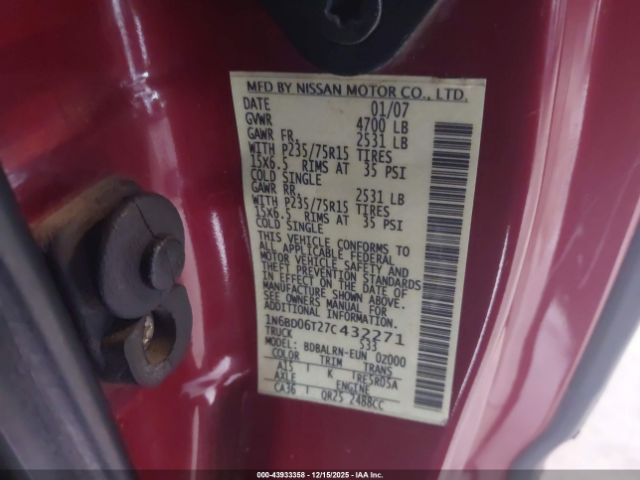 MFD BY NISSAN MOTOR CO., LTD.
DATE 01/07
GVWR 4700 LB
GAWR FR. 2531 LB
WITH P235/75R15 TIRES
15X6.5 RIMS AT 35 PSI
COLD SINGLE
GAWR RR. 2531 LB
WITH P235/75R15 TIRES
15X6.5 RIMS AT 35 PSI
COLD SINGLE
THIS VEHICLE CONFORMS TO
ALL APPLICABLE FEDERAL
MOTOR VEHICLE SAFETY AND
THEFT PREVENTION STANDARDS
IN EFFECT ON THE DATE OF
MANUFACTURE SHOWN ABOVE.
SEE OWNERS MANUAL FOR
ADDITIONAL INFORMATION.
1N6BD06T27C432271
TRUCK S33
MODEL: BDBALRN-EUN 02000
COLOR TRIM TRANS
A15 K TRE5R05A
AXLE ENGINE
CA36 QR25 2488CC
000-43933358 - 12/15/2025 - IAA Inc.